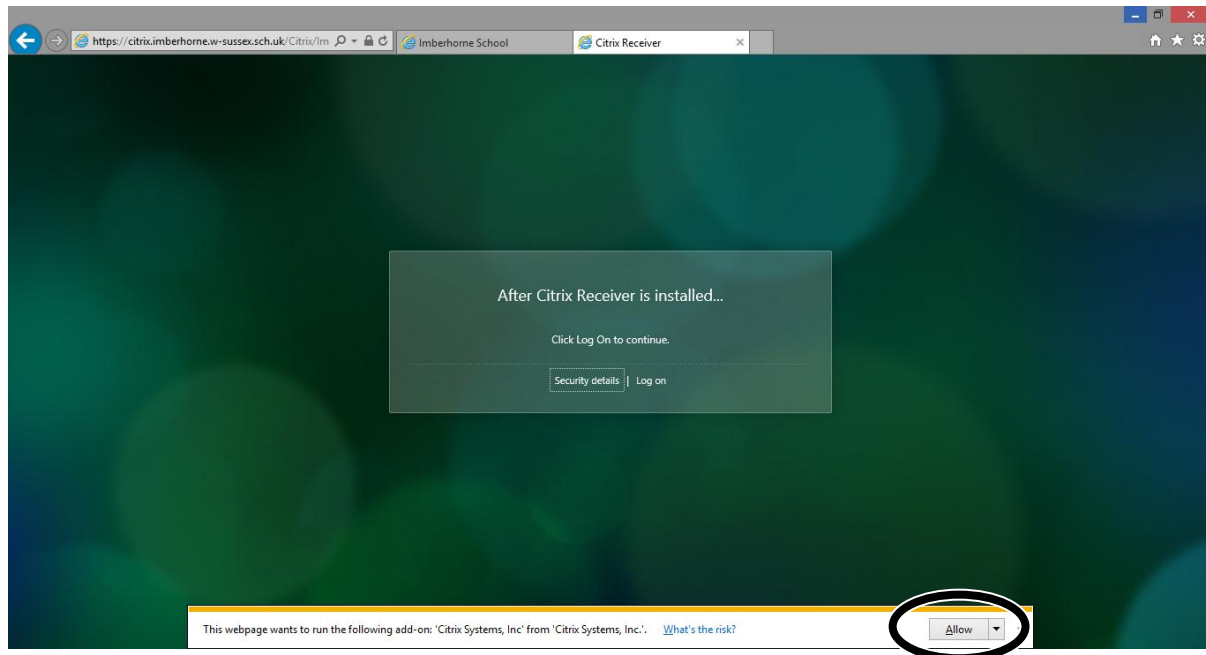 https://citrix.imberhorne.w-sussex.sch.uk/Citrix/Im
Imberhorne School
Citrix Receiver
After Citrix Receiver is installed...
Click Log On to continue.
Security details | Log on
This webpage wants to run the following add-on: 'Citrix Systems, Inc' from 'Citrix Systems, Inc.'. What's the risk?
Allow